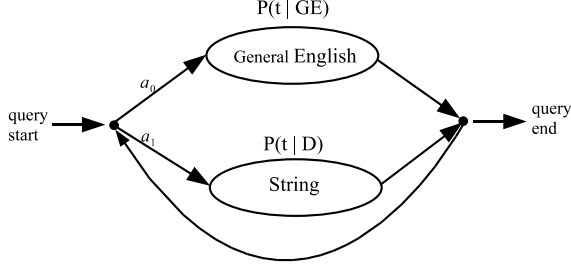 P(t | GE)
General English
a0
query
start
query
end
a1
P(t | D)
String